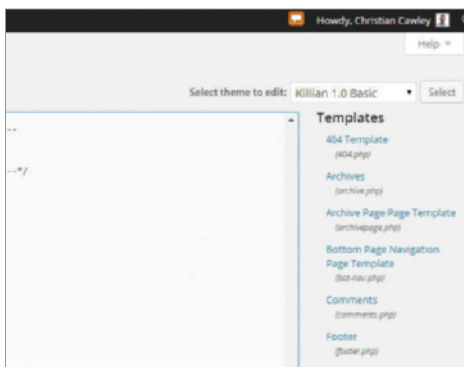 Howdy, Christian Cawley
Help
Select theme to edit: Killian 1.0 Basic Select
--
--*/
Templates
404 Template
(404.php)
Archives
(archive.php)
Archive Page Page Template
(archivepage.php)
Bottom Page Navigation
Page Template
(bot-nav.php)
Comments
(comments.php)
Footer
(footer.php)